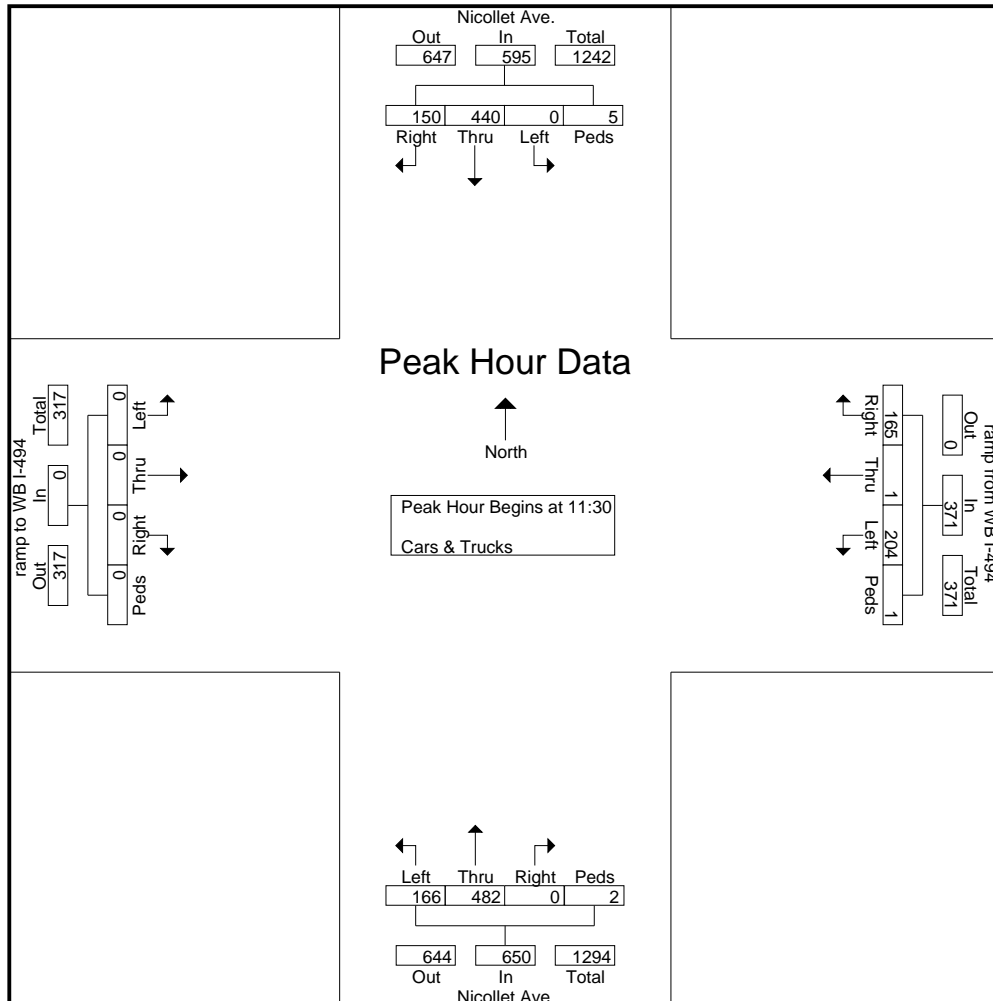 Nicollet Ave.
Out In Total
647 595 1242
150 440 0 5
Right Thru Left Peds
Peak Hour Data
North
Peak Hour Begins at 11:30
Cars & Trucks
ramp to WB I-494
Total In Out
317 0 317
0 0 0 0
Left Thru Right Peds
Right Thru Left Peds
165 1 204 1
Out In Total
0 371 371
ramp from WB I-494
Left Thru Right Peds
166 482 0 2
644 650 1294
Out In Total
Nicollet Ave